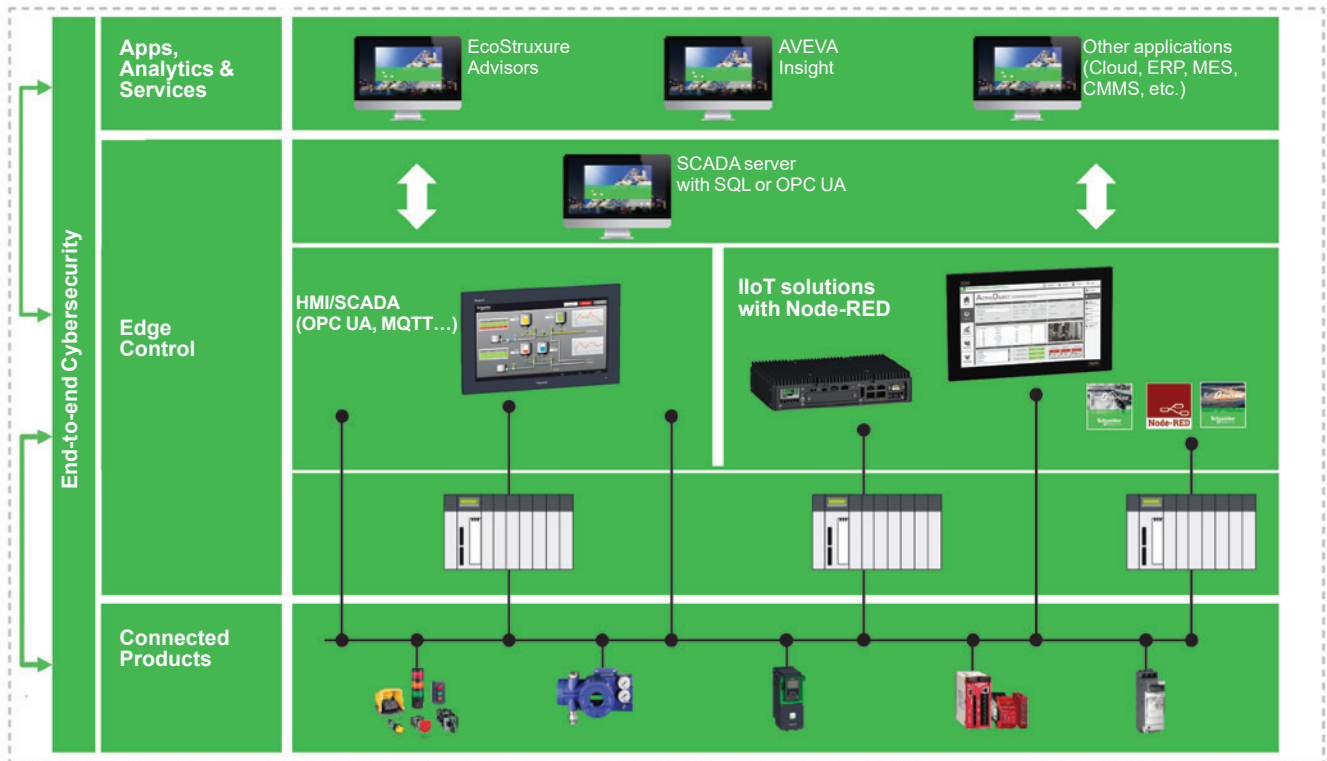 End-to-end Cybersecurity
Apps,
Analytics &
Services
EcoStruxure
Advisors
AVEVA
Insight
Other applications
(Cloud, ERP, MES,
CMMS, etc.)
Edge
Control
SCADA server
with SQL or OPC UA
HMI/SCADA
(OPC UA, MQTT…)
IIoT solutions
with Node-RED
Node-RED
Connected
Products